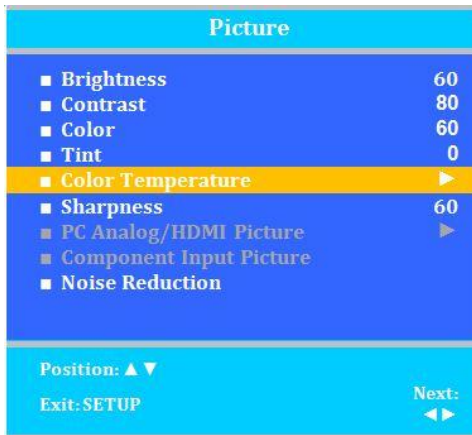 Picture
■ Brightness 60
■ Contrast 80
■ Color 60
■ Tint 0
■ Color Temperature ▶
■ Sharpness 60
■ PC Analog/HDMI Picture ▶
■ Component Input Picture
■ Noise Reduction
Position: ▲ ▼
Exit: SETUP
Next:
◀ ▶